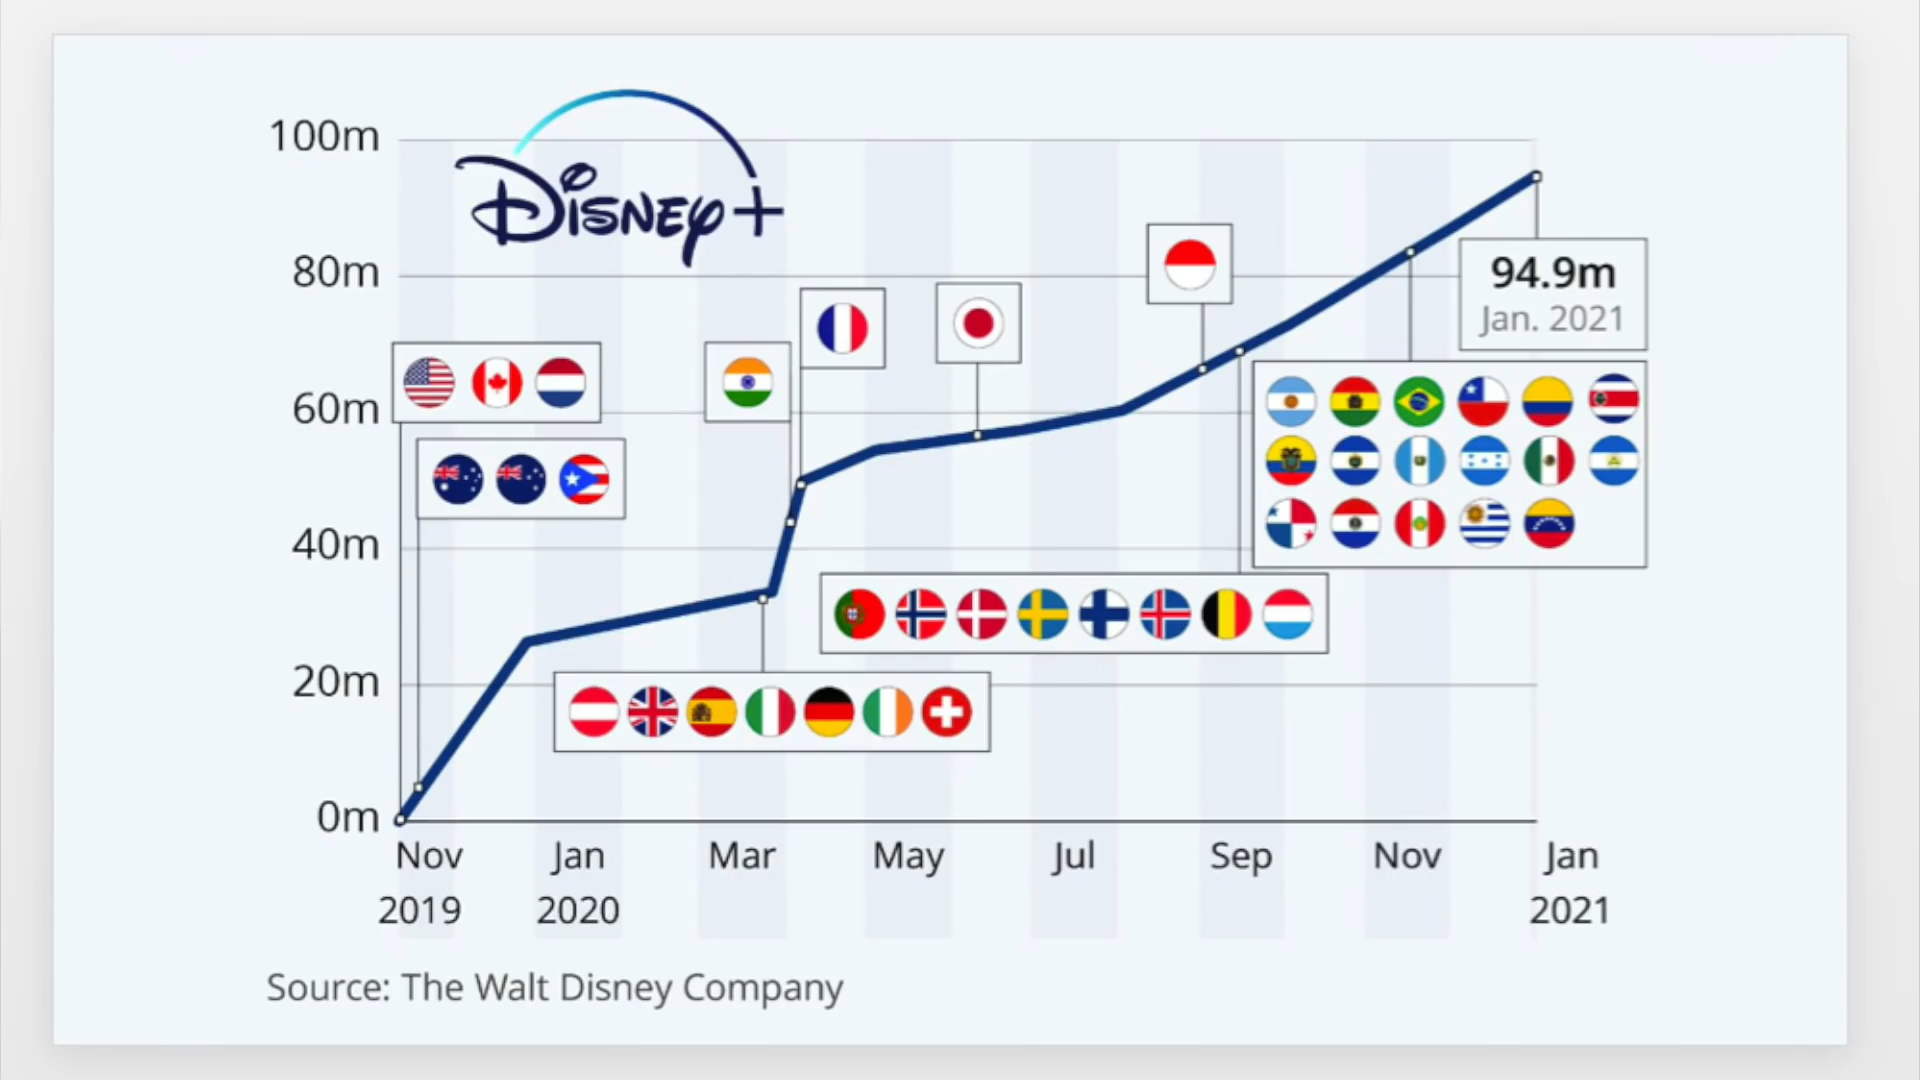 Disney+
100m
80m
60m
40m
20m
0m
94.9m
Jan. 2021
Nov Jan Mar May Jul Sep Nov Jan
2019 2020 2021
Source: The Walt Disney Company